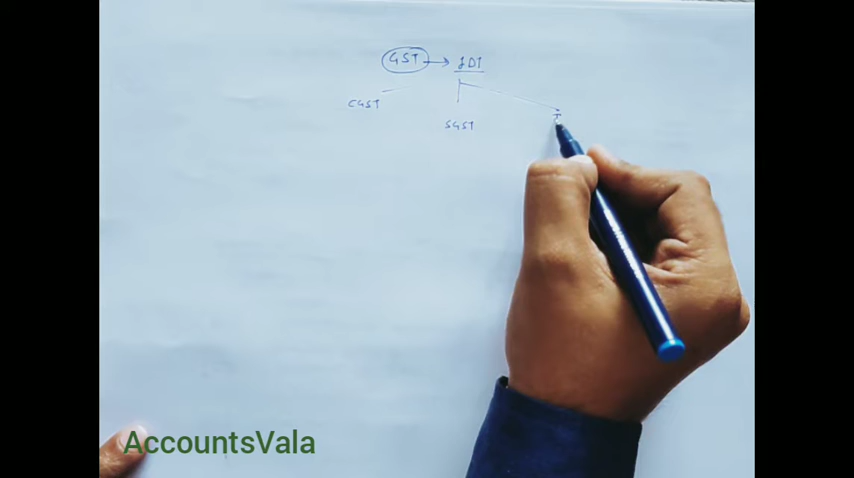 GST → IDT
CGST
SGST
I
AccountsVala